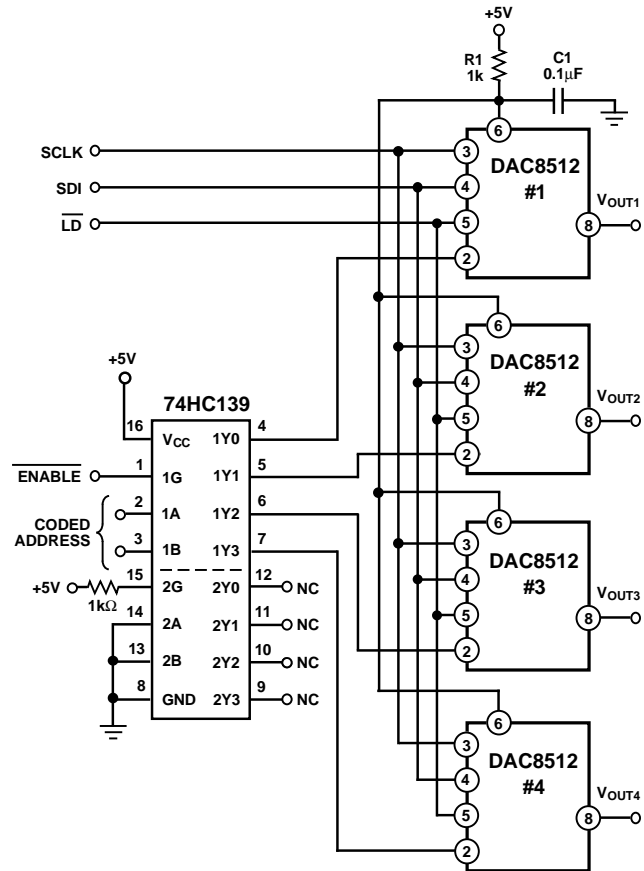 +5V
R1
1k
C1
0.1μF
SCLK
SDI
LD
6
3
4
5
2
DAC8512
#1
8
VOUT1
6
3
4
5
2
DAC8512
#2
8
VOUT2
+5V
74HC139
16 VCC 1Y0 4
ENABLE 1 1G 1Y1 5
CODED
ADDRESS
2 1A 1Y2 6
3 1B 1Y3 7
+5V 1kΩ 15 2G 2Y0 12 NC
14 2A 2Y1 11 NC
13 2B 2Y2 10 NC
8 GND 2Y3 9 NC
6
3
4
5
2
DAC8512
#3
8
VOUT3
6
3
4
5
2
DAC8512
#4
8
VOUT4